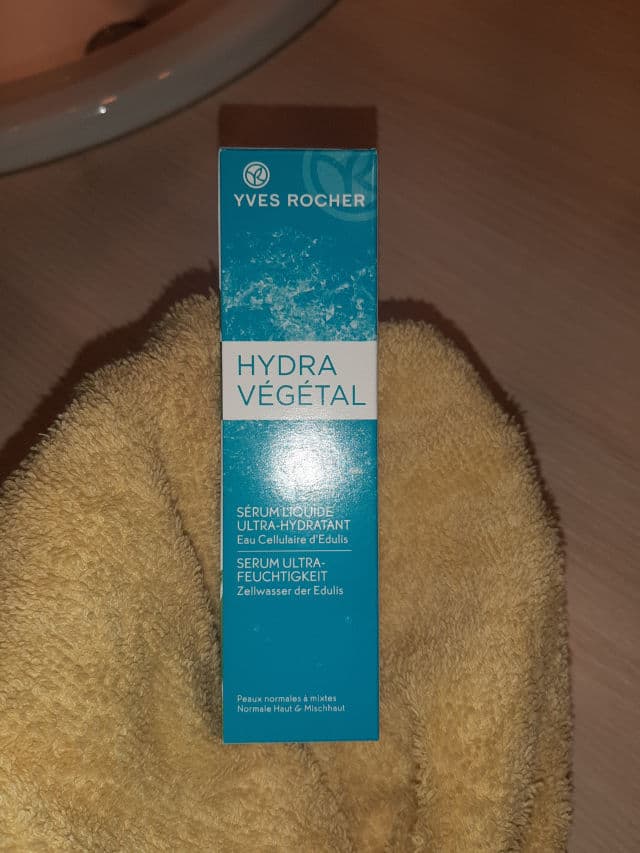 YVES ROCHER
HYDRA
VÉGÉTAL
SÉRUM LIQUIDE
ULTRA-HYDRATANT
Eau Cellulaire d'Edulis
SERUM ULTRA-
FEUCHTIGKEIT
Zellwasser der Edulis
Peaux normales à mixtes
Normale Haut & Mischhaut